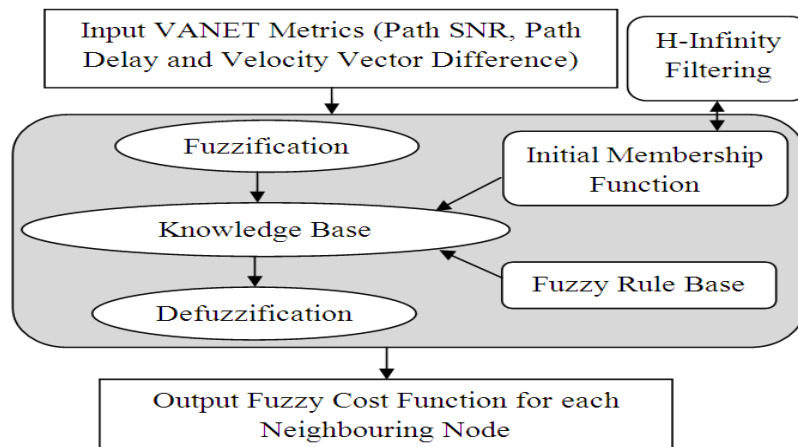 Input VANET Metrics (Path SNR, Path
Delay and Velocity Vector Difference)
H-Infinity
Filtering
Fuzzification
Initial Membership
Function
Knowledge Base
Fuzzy Rule Base
Defuzzification
Output Fuzzy Cost Function for each
Neighbouring Node